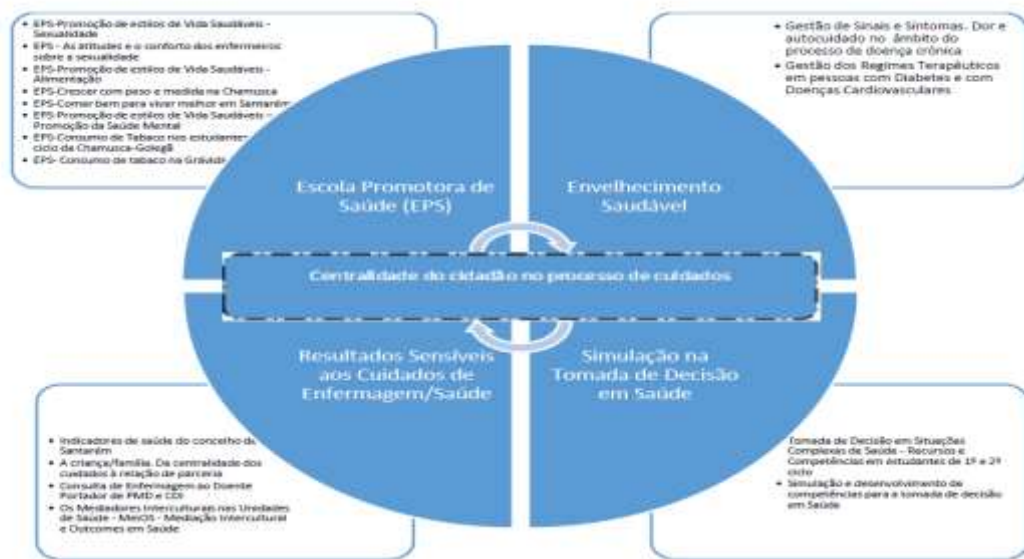 EPS-Promoção de estilos de Vida Saudáveis -
Sexualidade
EPS - As atitudes e o conforto dos enfermeiros
sobre a sexualidade
EPS-Promoção de estilos de Vida Saudáveis -
Alimentação
EPS-Crescer com peso e medida na Chamusca
EPS-Comer bem para viver melhor em Santarém
EPS-Promoção de estilos de Vida Saudáveis –
Promoção da Saúde Mental
EPS-Consumo de Tabaco nos estudantes
ciclo da Chamusca-Golegã
EPS- Consumo de tabaco na Grávida
Gestão de Sinais e Sintomas. Dor e
autocuidado no âmbito do
processo de doença crónica
Gestão dos Regimes Terapêuticos
em pessoas com Diabetes e com
Doenças Cardiovasculares
Escola Promotora de
Saúde (EPS)
Envelhecimento
Saudável
Centralidade do cidadão no processo de cuidados
Resultados Sensíveis
aos Cuidados de
Enfermagem/Saúde
Simulação na
Tomada de Decisão
em Saúde
Indicadores de saúde do concelho de
Santarém
A criança/família. Da centralidade dos
cuidados à relação de parceria
Consulta de Enfermagem ao Doente
Portador de PMD e CDI
Os Mediadores Interculturais nas Unidades
de Saúde - MedOS - Mediação Intercultural
e Outcomes em Saúde
Tomada de Decisão em Situações
Complexas de Saúde - Recursos e
Competências em estudantes de 1º e 2º
ciclo
Simulação e desenvolvimento de
competências para a tomada de decisão
em Saúde